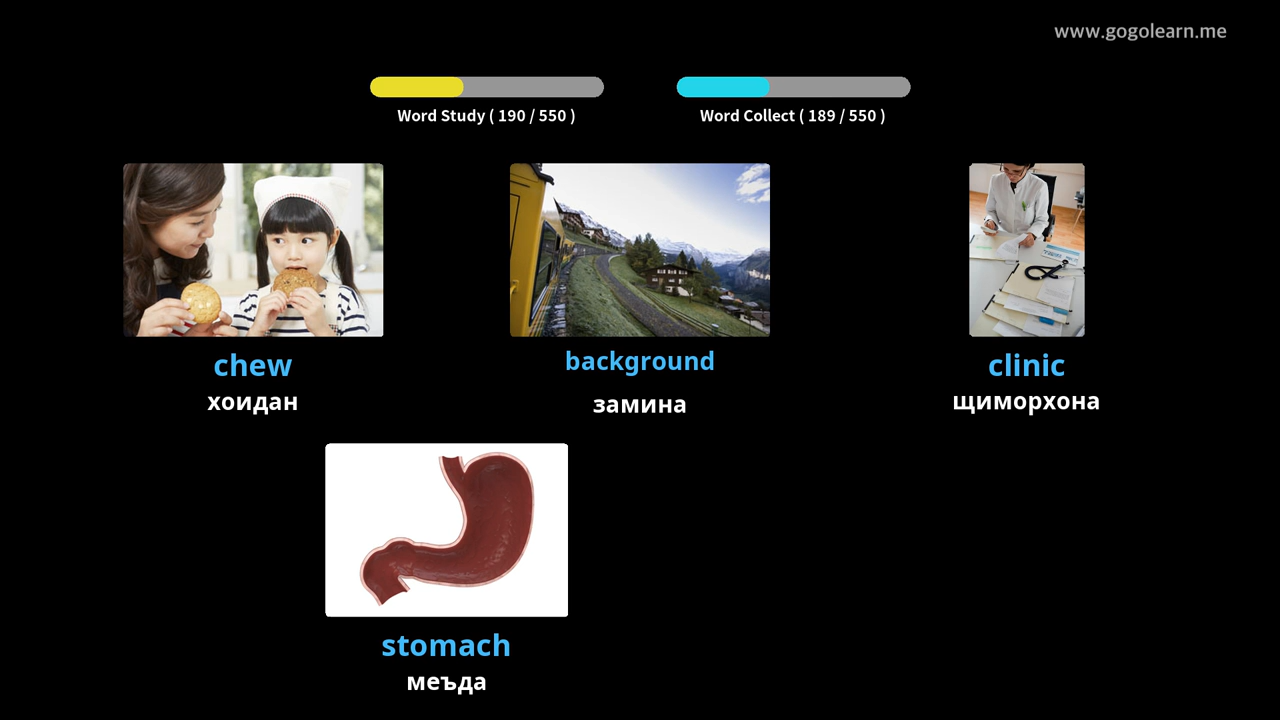 www.gogolearn.me
Word Study ( 190 / 550 )
Word Collect ( 189 / 550 )
chew
хоидан
background
замина
clinic
щиморхона
stomach
меъда